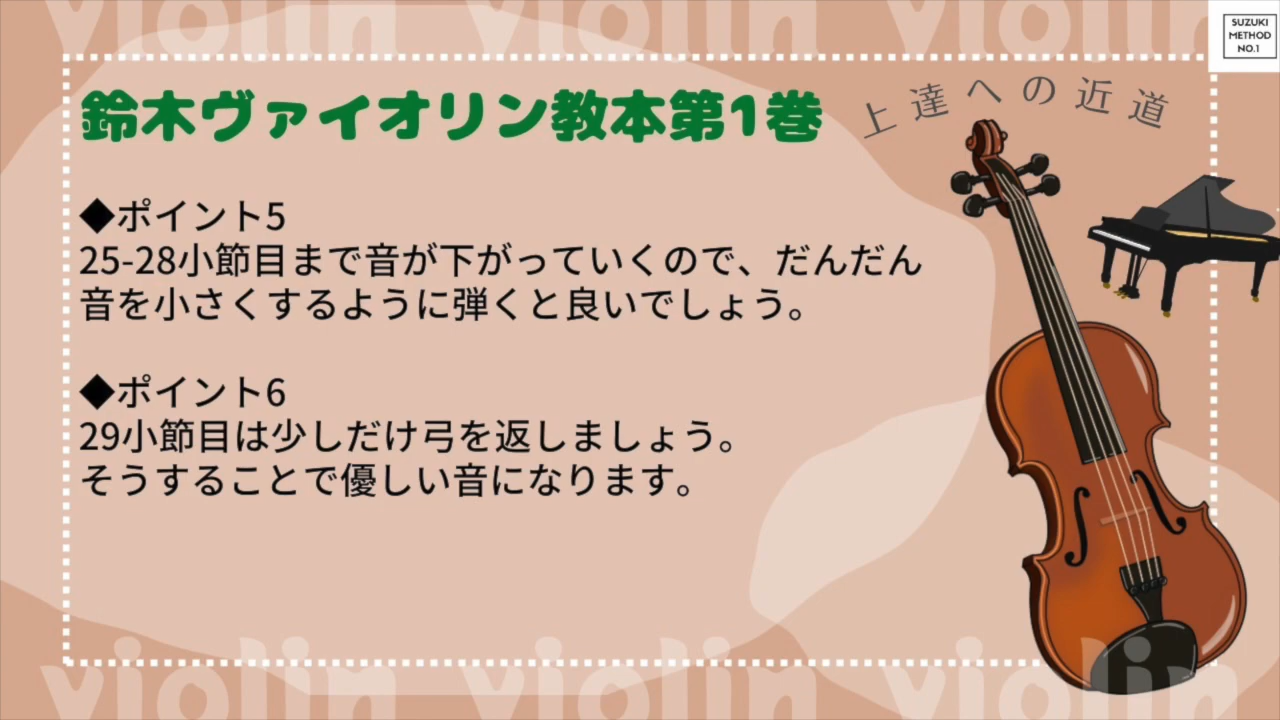 violin violin violin
SUZUKI
METHOD
NO.1
鈴木ヴァイオリン教本第1巻
上達への近道
◆ポイント5
25-28小節目まで音が下がっていくので、だんだん
音を小さくするように弾くと良いでしょう。
◆ポイント6
29小節目は少しだけ弓を返しましょう。
そうすることで優しい音になります。
violin violin violin